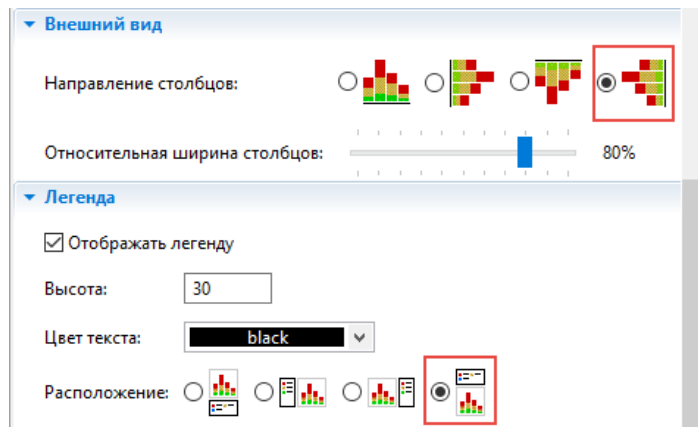 Внешний вид
Направление столбцов:
Относительная ширина столбцов: 80%
Легенда
Отображать легенду
Высота: 30
Цвет текста: black
Расположение: